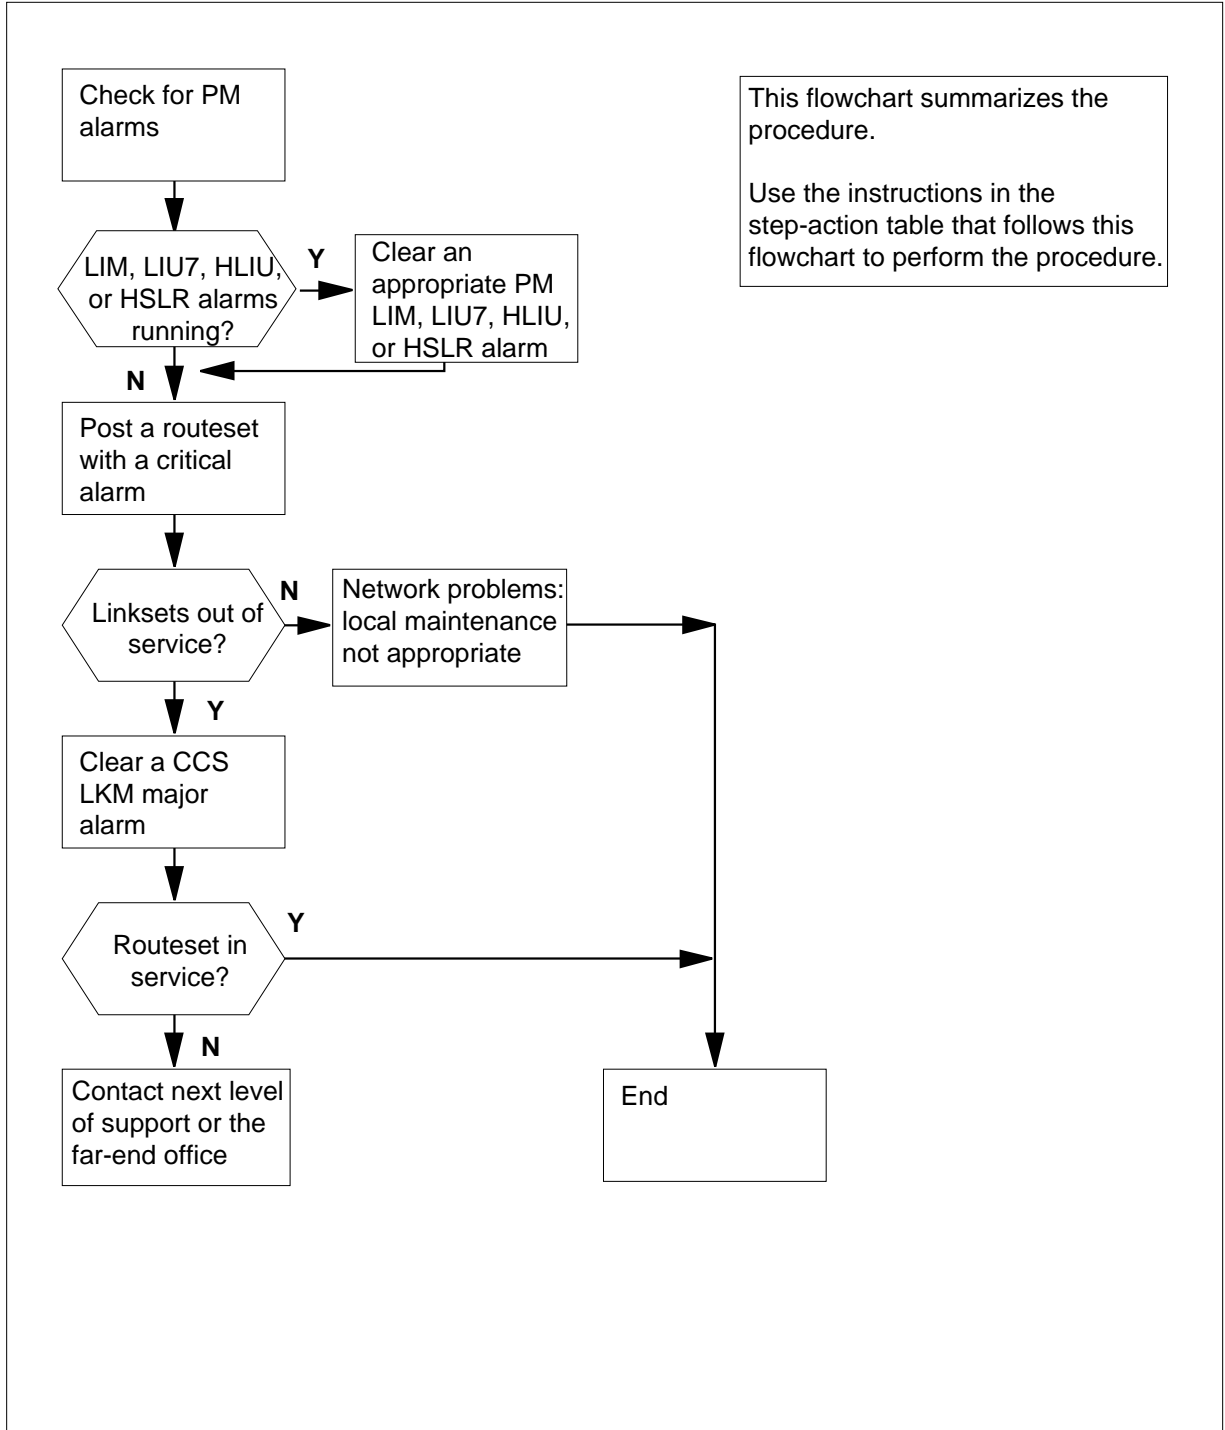 Check for PM
alarms
This flowchart summarizes the
procedure.
Use the instructions in the
step-action table that follows this
flowchart to perform the procedure.
LIM, LIU7, HLIU,
or HSLR alarms
running?
Y
Clear an
appropriate PM
LIM, LIU7, HLIU,
or HSLR alarm
N
Post a routeset
with a critical
alarm
Linksets out of
service?
N
Network problems:
local maintenance
not appropriate
Y
Clear a CCS
LKM major
alarm
Routeset in
service?
Y
N
Contact next level
of support or the
far-end office
End